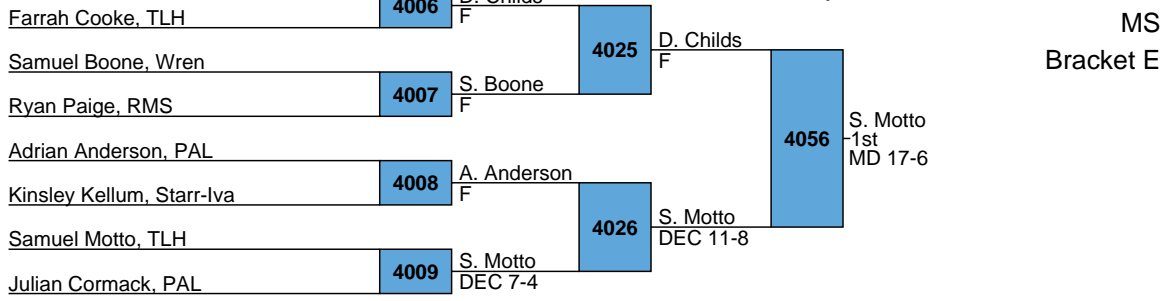 4006
D. Childs
F
Farrah Cooke, TLH
MS
Bracket E
4025
D. Childs
F
Samuel Boone, Wren
4007
S. Boone
F
Ryan Paige, RMS
4056
S. Motto
1st
MD 17-6
Adrian Anderson, PAL
4008
A. Anderson
F
Kinsley Kellum, Starr-Iva
4026
S. Motto
DEC 11-8
Samuel Motto, TLH
4009
S. Motto
DEC 7-4
Julian Cormack, PAL